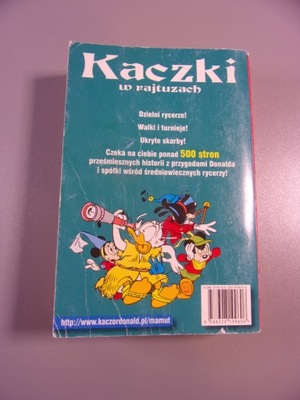 Kaczki
w rajtuzach
Dzielni rycerze!
Walki i turnieje!
Ukryte skarby!
Czeka na ciebie ponad 500 stron
prześmiesznych historii z przygodami Donalda
i spółki wśród średniowiecznych rycerzy!
http://www.kaczordonald.pl/mamut